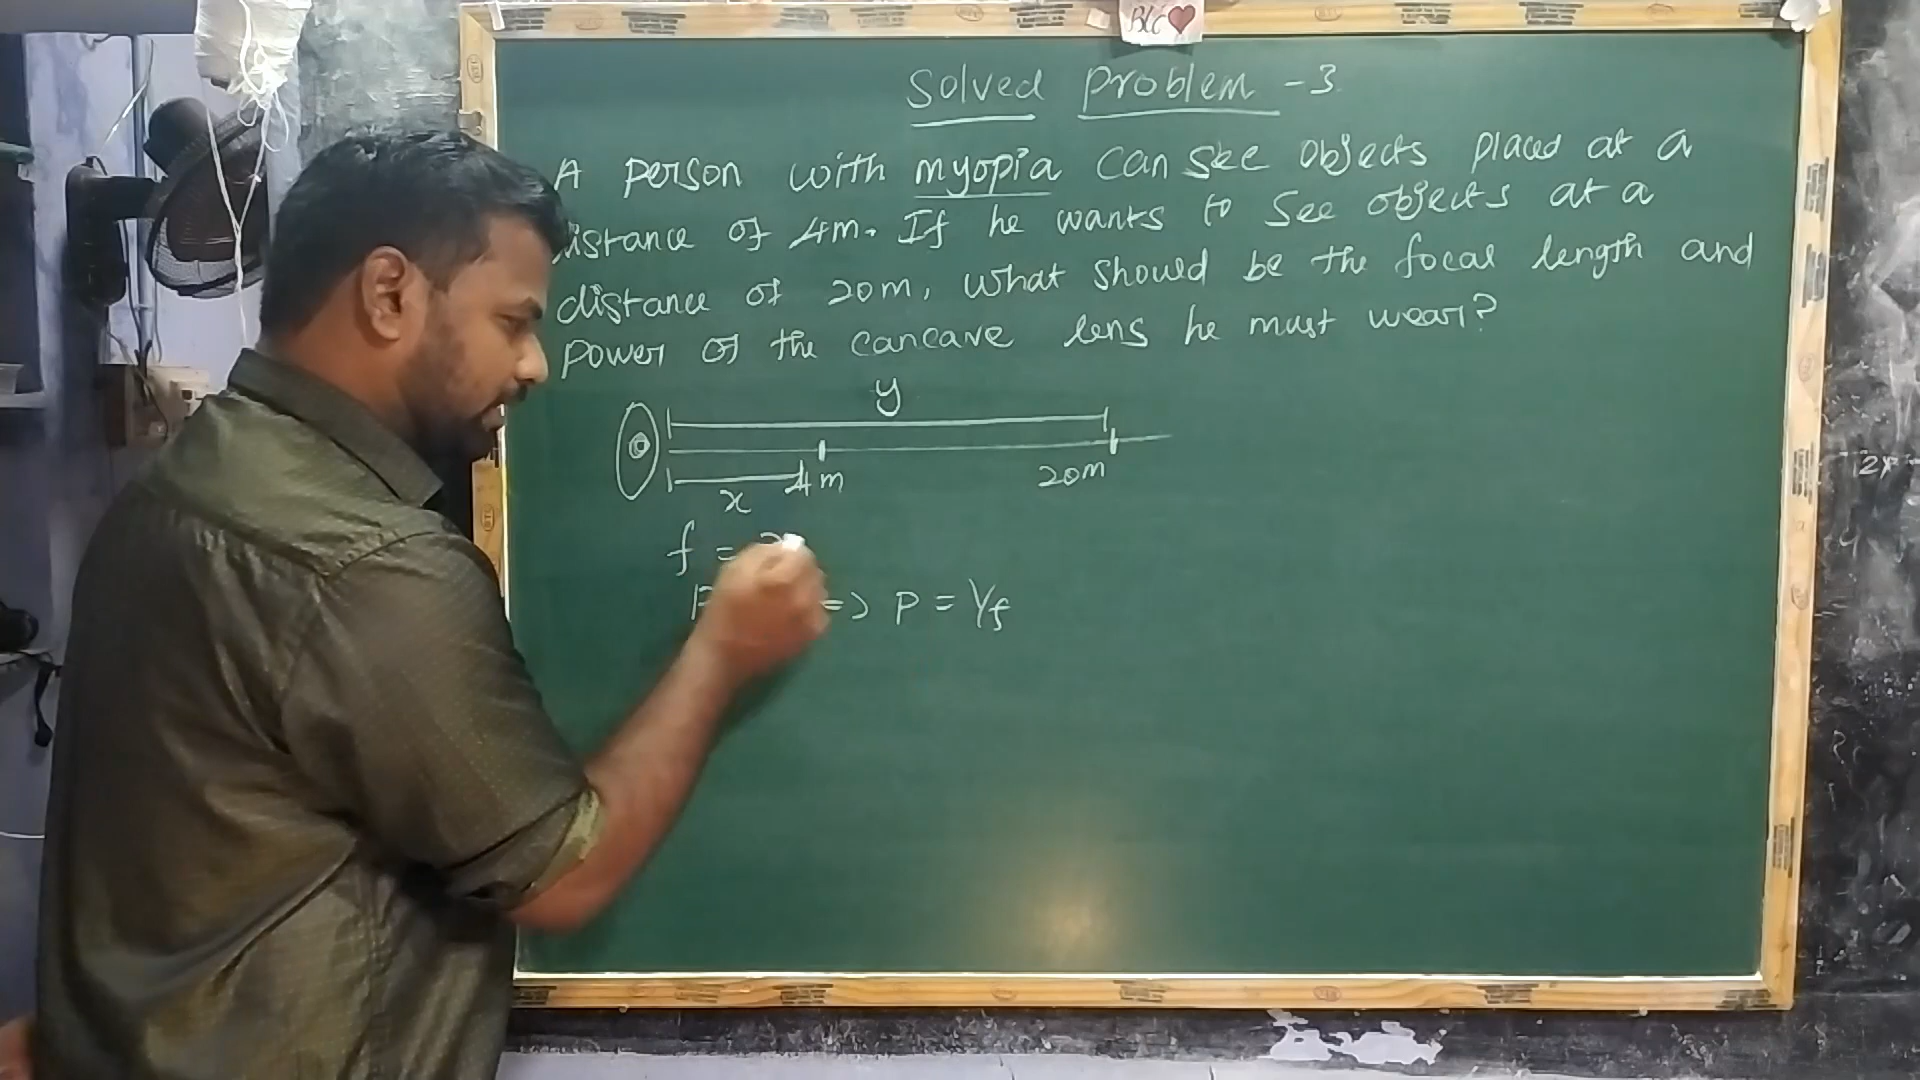 Blc
Solved Problem - 3
A person with myopia can see objects placed at a
distance of 4m. If he wants to see objects at a
distance of 20m, what should be the focal length and
power of the cancave lens he must wear?
y
x 4m 20m
f =
P => P = 1/f